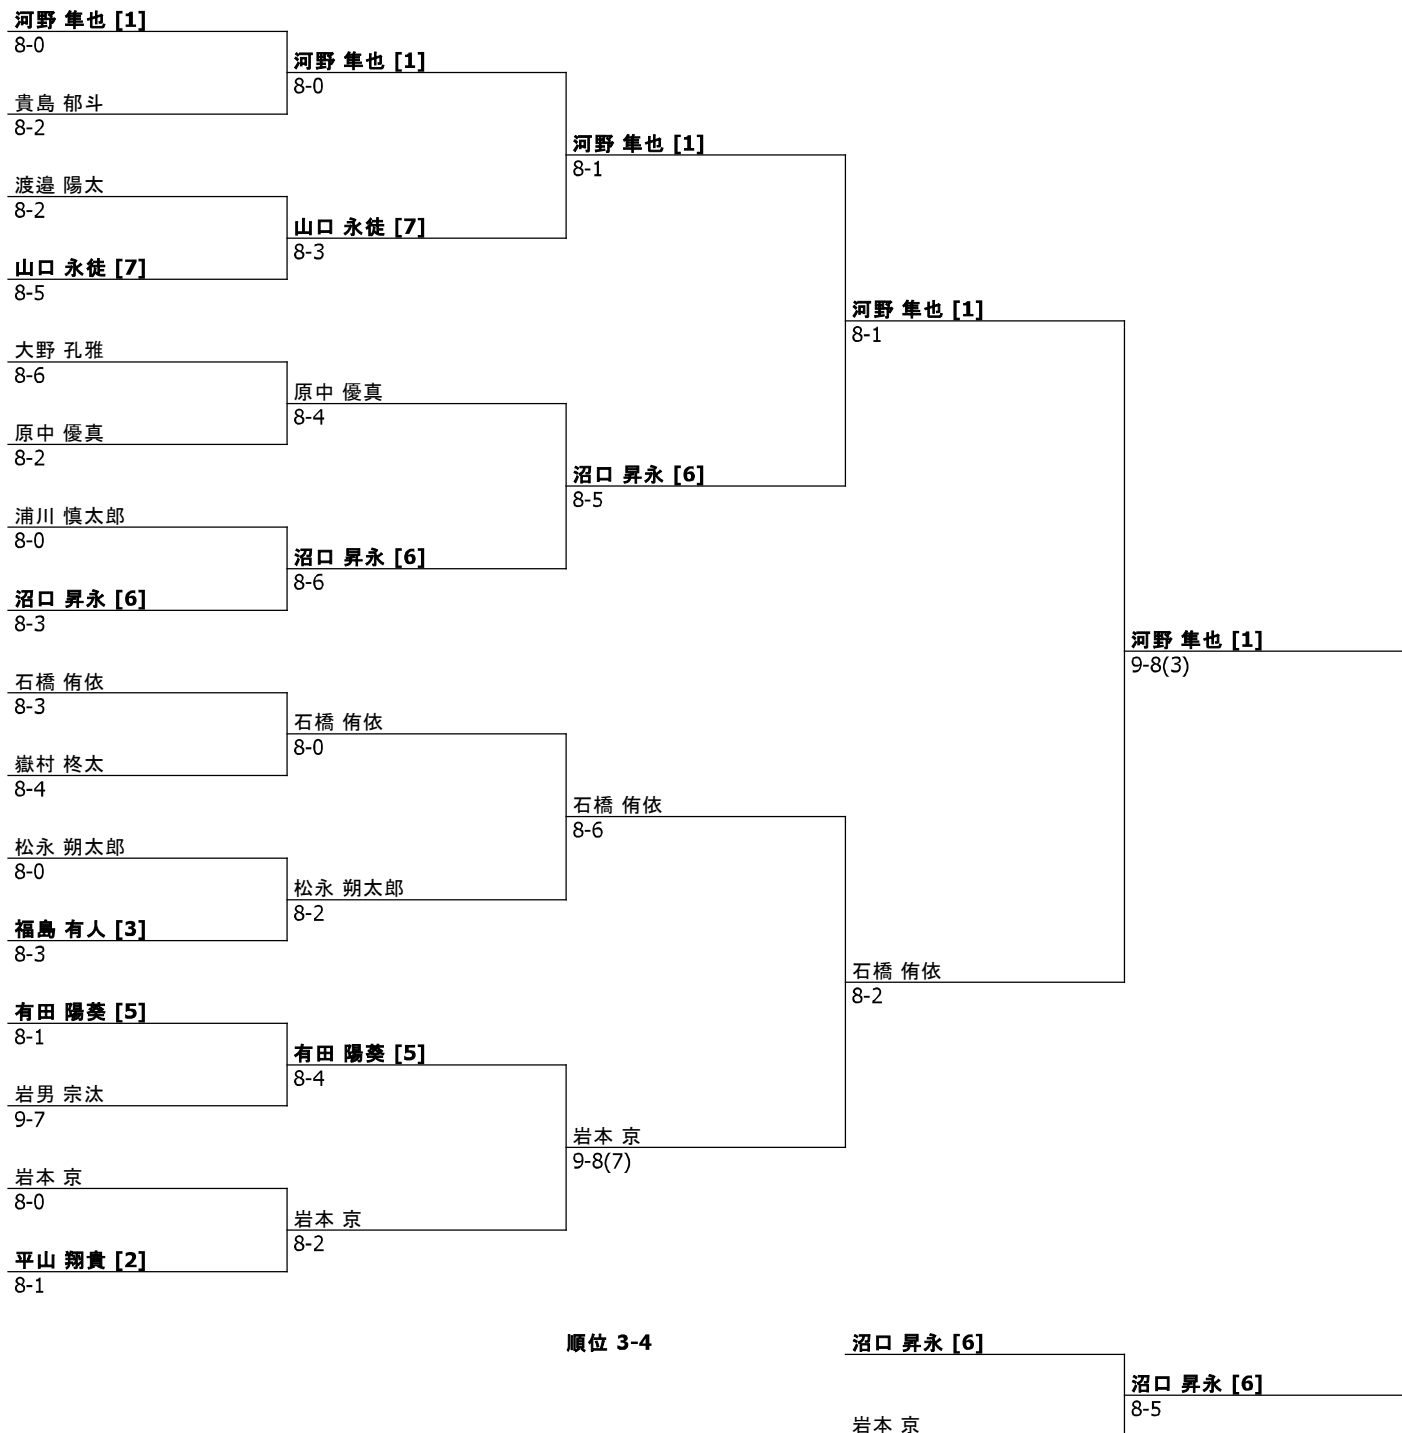 河野 隼也 [1]
8-0
貴島 郁斗
8-2
渡邉 陽太
8-2
山口 永徒 [7]
8-5
大野 孔雅
8-6
原中 優真
8-2
浦川 慎太郎
8-0
沼口 昇永 [6]
8-3
石橋 侑依
8-3
嶽村 柊太
8-4
松永 朔太郎
8-0
福島 有人 [3]
8-3
有田 陽葵 [5]
8-1
岩男 宗汰
9-7
岩本 京
8-0
平山 翔貴 [2]
8-1
河野 隼也 [1]
8-0
山口 永徒 [7]
8-3
原中 優真
8-4
沼口 昇永 [6]
8-6
石橋 侑依
8-0
松永 朔太郎
8-2
有田 陽葵 [5]
8-4
岩本 京
8-2
河野 隼也 [1]
8-1
沼口 昇永 [6]
8-5
石橋 侑依
8-6
岩本 京
9-8(7)
河野 隼也 [1]
8-1
石橋 侑依
8-2
河野 隼也 [1]
9-8(3)
順位 3-4
沼口 昇永 [6]
岩本 京
沼口 昇永 [6]
8-5